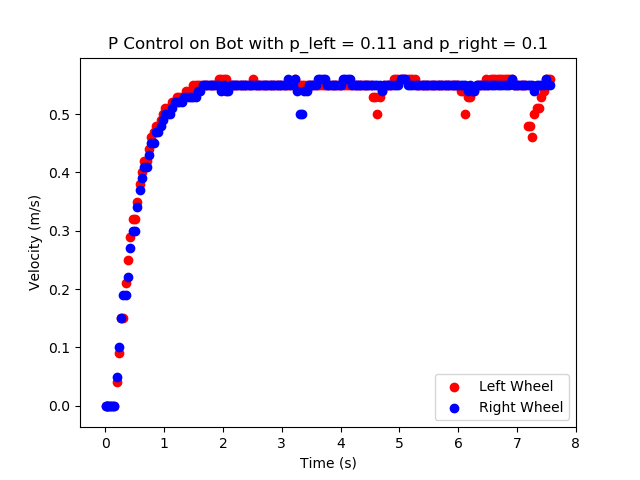 P Control on Bot with p_left = 0.11 and p_right = 0.1
Velocity (m/s)
0.5
0.4
0.3
0.2
0.1
0.0
Left Wheel
Right Wheel
0 1 2 3 4 5 6 7 8
Time (s)